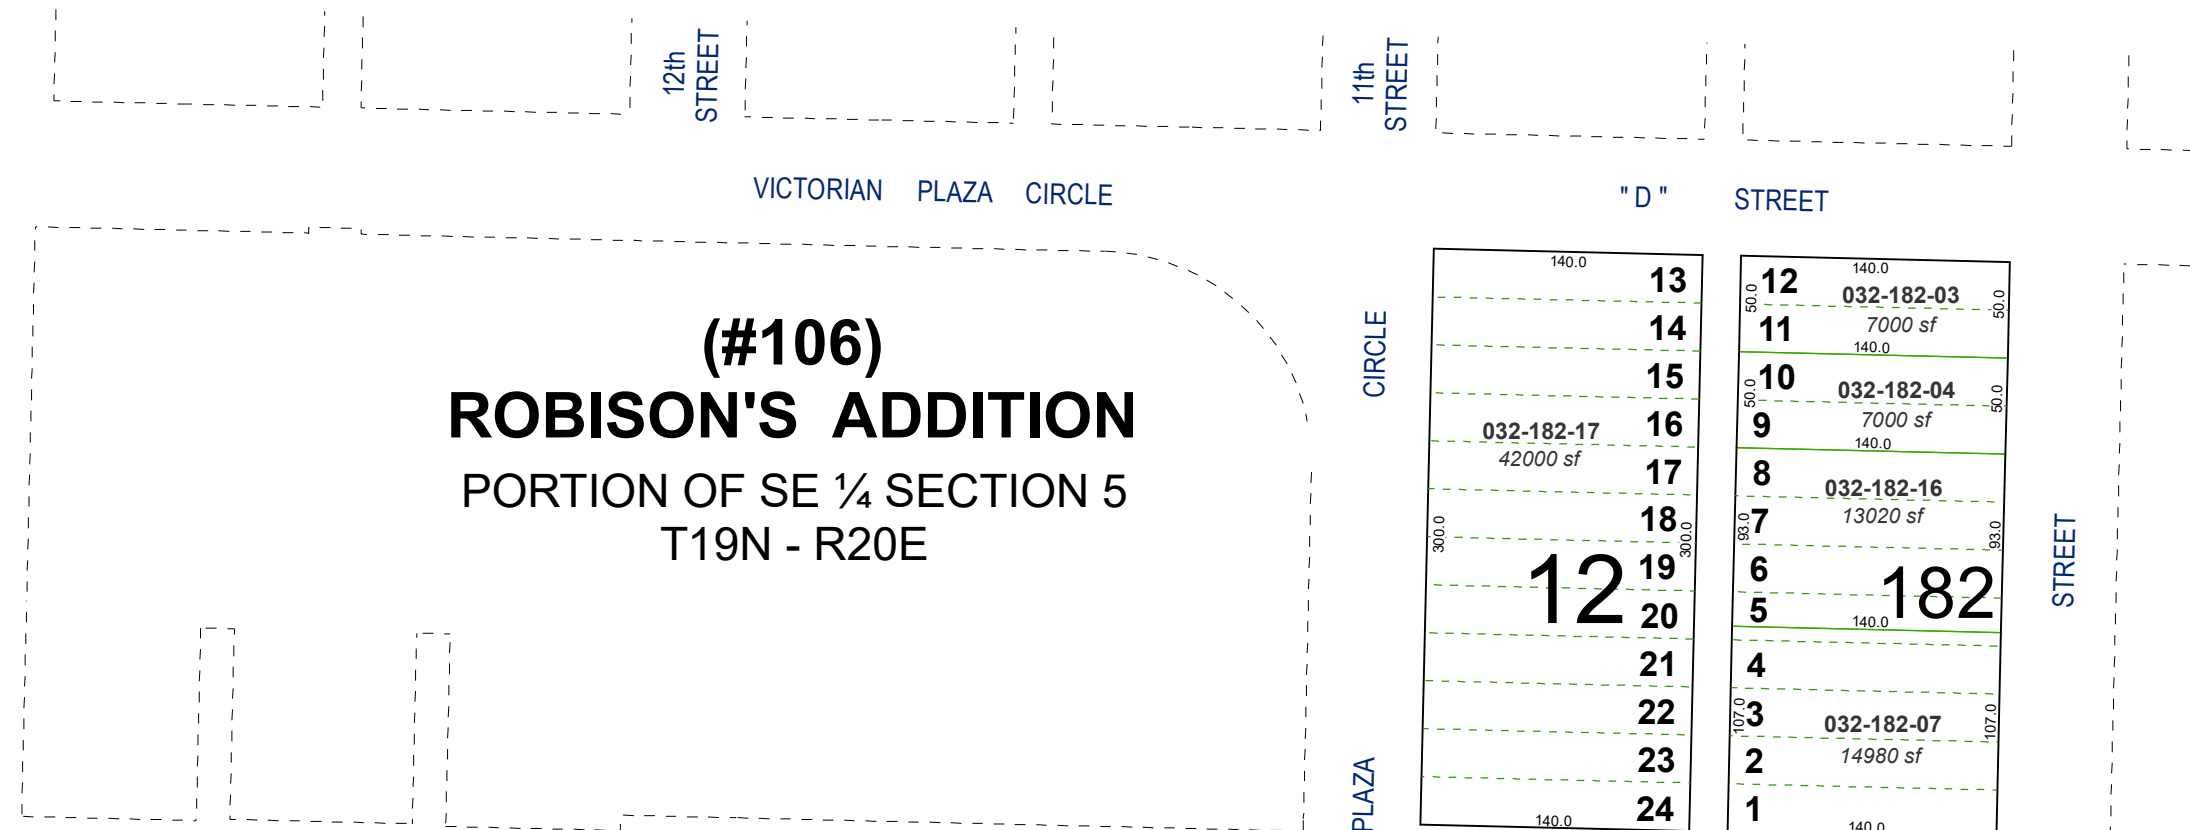 12th
STREET
11th
STREET
VICTORIAN PLAZA CIRCLE
" D " STREET
(#106)
ROBISON'S ADDITION
PORTION OF SE ¼ SECTION 5
T19N - R20E
CIRCLE
PLAZA
STREET
140.0
13
14
15
16
032-182-17
42000 sf
17
18
300.0
300.0
12
19
20
21
22
23
24
140.0
140.0
12
032-182-03
50.0
50.0
11
7000 sf
140.0
10
032-182-04
50.0
50.0
9
7000 sf
140.0
8
032-182-16
13020 sf
7
93.0
93.0
6
182
5
140.0
4
3
107.0
107.0
032-182-07
2
14980 sf
1
140.0